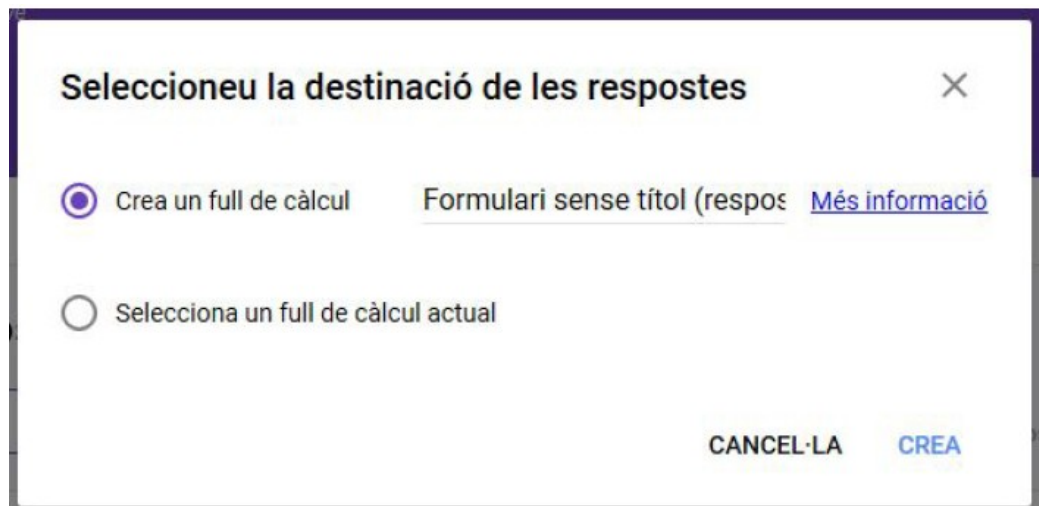 Seleccioneu la destinació de les respostes
Crea un full de càlcul Formulari sense títol (respos Més informació
Selecciona un full de càlcul actual
CANCEL·LA CREA